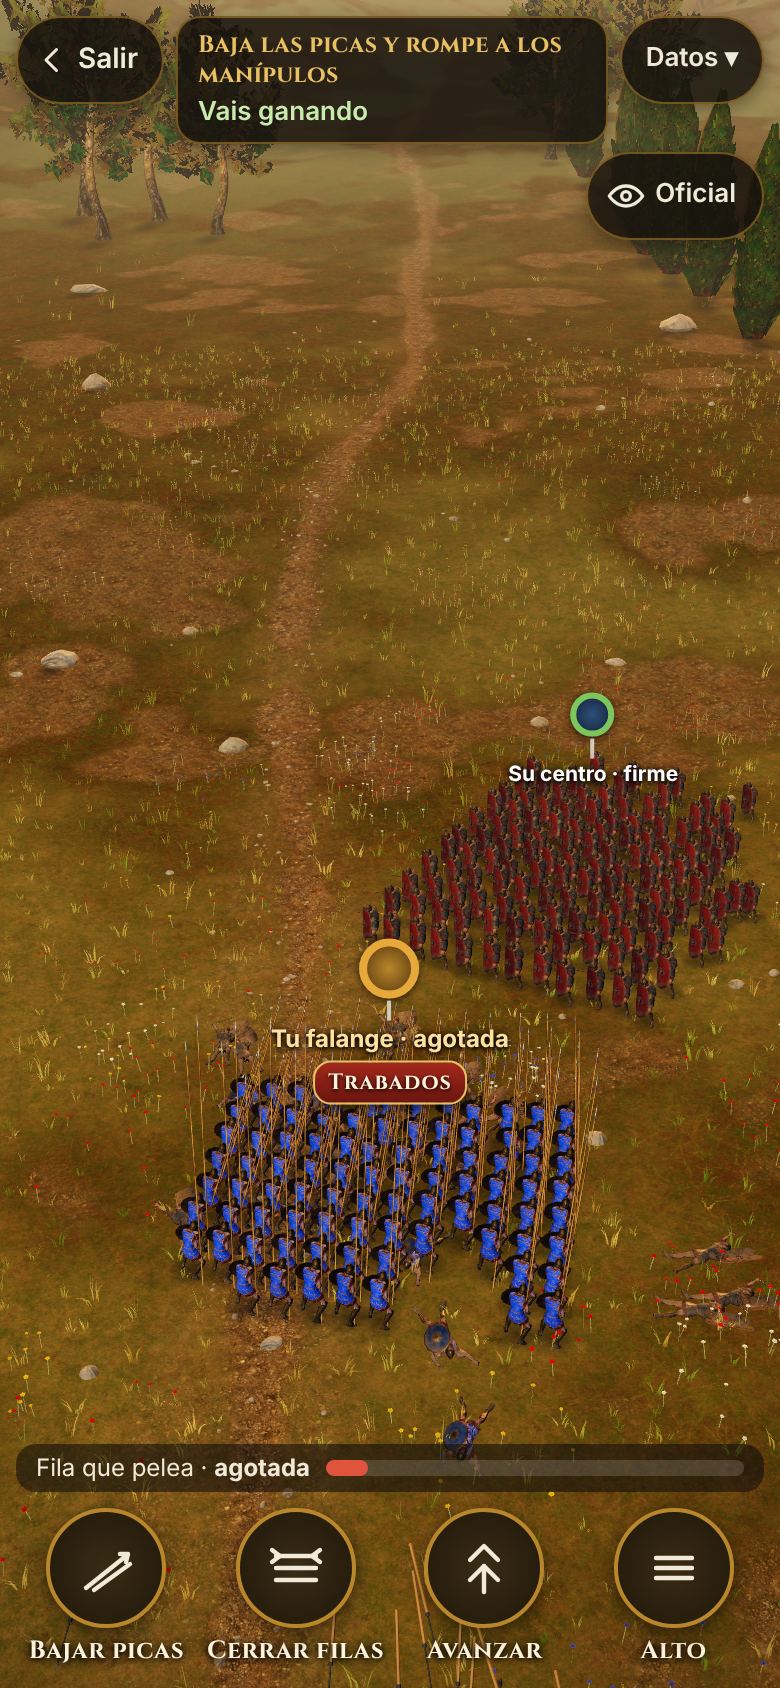 Salir
Baja las picas y rompe a los
manípulos
Vais ganando
Datos ▾
Oficial
Su centro · firme
Tu falange · agotada
Trabados
Fila que pelea · agotada
Bajar picas
Cerrar filas
Avanzar
Alto